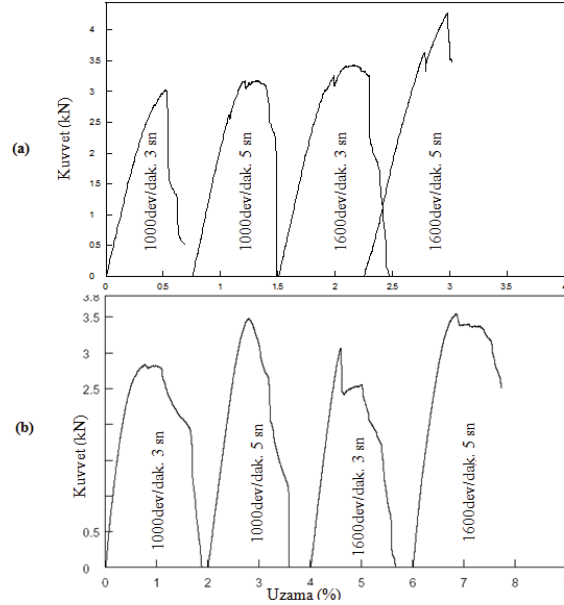 (a)
Kuvvet (kN)
4
3.5
3
2.5
2
1.5
1
0.5
0
1000dev/dak. 3 sn
1000dev/dak. 5 sn
1600dev/dak. 3 sn
1600dev/dak. 5 sn
0 0.5 1 1.5 2 2.5 3 3.5 4
(b)
Kuvvet (kN)
3.8
3.5
3
2.5
0.5
0
1000dev/dak. 3 sn
1000dev/dak. 5 sn
1600dev/dak. 3 sn
1600dev/dak. 5 sn
0 1 2 3 4 5 6 7 8
Uzama (%)